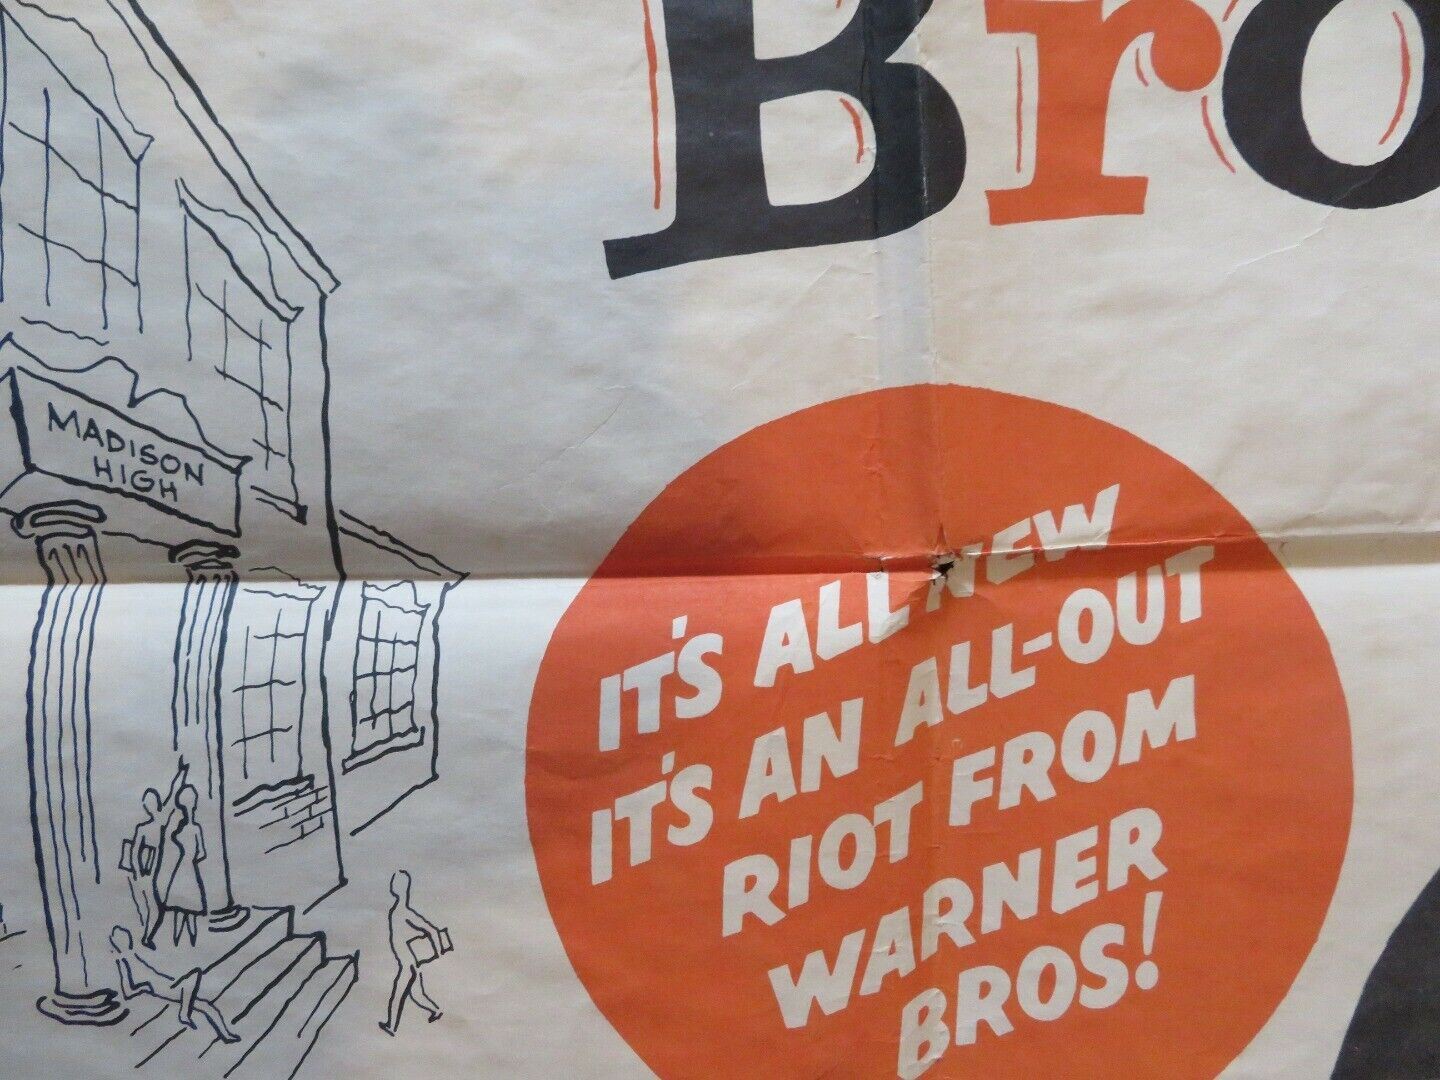 Bro
MADISON
HIGH
IT'S ALL NEW
IT'S AN ALL-OUT
RIOT FROM
WARNER
BROS!